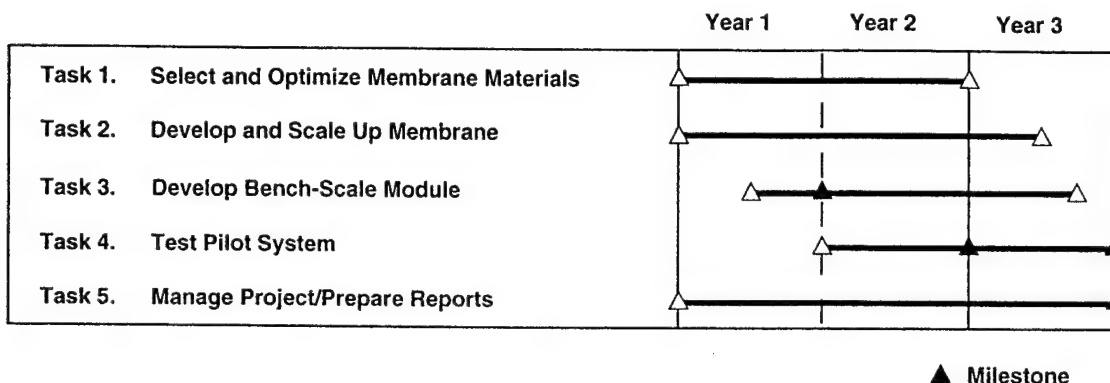 Year 1 Year 2 Year 3
Task 1. Select and Optimize Membrane Materials
Task 2. Develop and Scale Up Membrane
Task 3. Develop Bench-Scale Module
Task 4. Test Pilot System
Task 5. Manage Project/Prepare Reports
Milestone